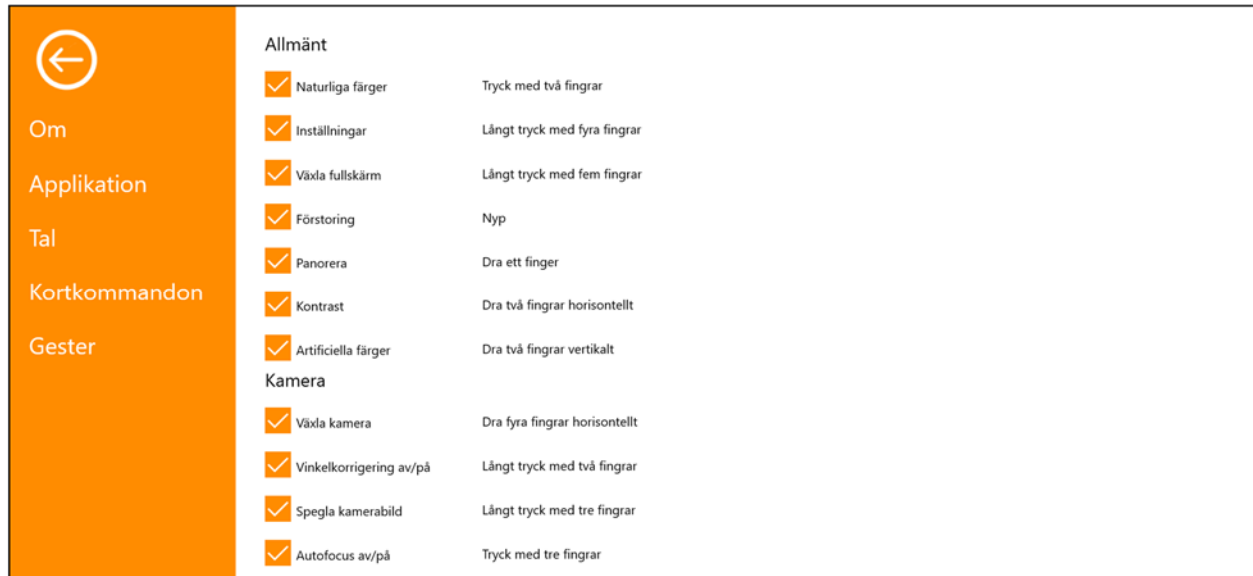 Om
Applikation
Tal
Kortkommandon
Gester
Allmänt
Naturliga färger Tryck med två fingrar
Inställningar Långt tryck med fyra fingrar
Växla fullskärm Långt tryck med fem fingrar
Förstoring Nyp
Panorera Dra ett finger
Kontrast Dra två fingrar horisontellt
Artificiella färger Dra två fingrar vertikalt
Kamera
Växla kamera Dra fyra fingrar horisontellt
Vinkelkorrigering av/på Långt tryck med två fingrar
Spegla kamerabild Långt tryck med tre fingrar
Autofocus av/på Tryck med tre fingrar